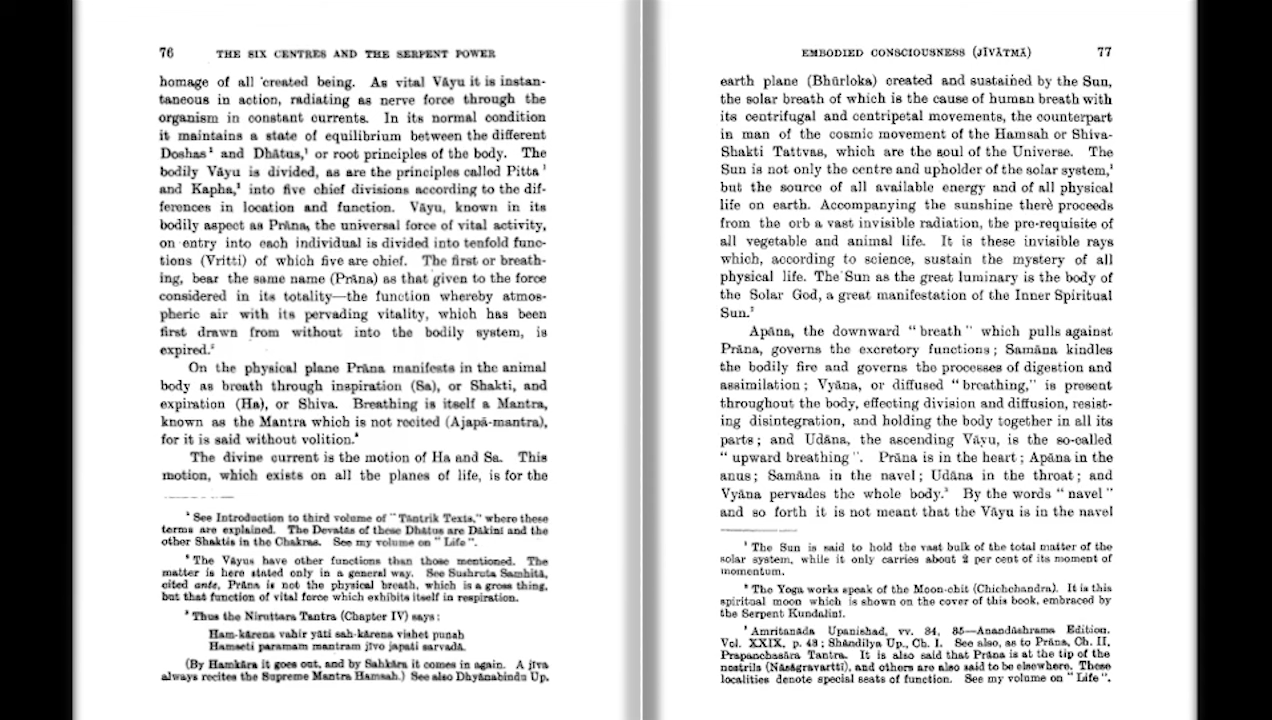 76 THE SIX CENTRES AND THE SERPENT POWER
homage of all created being. As vital Vāyu it is instan-
taneous in action, radiating as nerve force through the
organism in constant currents. In its normal condition
it maintains a state of equilibrium between the different
Doshas¹ and Dhātus,¹ or root principles of the body. The
bodily Vāyu is divided, as are the principles called Pitta¹
and Kapha,¹ into five chief divisions according to the dif-
ferences in location and function. Vāyu, known in its
bodily aspect as Prāna, the universal force of vital activity,
on entry into each individual is divided into tenfold func-
tions (Vritti) of which five are chief. The first or breath-
ing, bear the same name (Prāna) as that given to the force
considered in its totality—the function whereby atmos-
pheric air with its pervading vitality, which has been
first drawn from without into the bodily system, is
expired.²
On the physical plane Prāna manifests in the animal
body as breath through inspiration (Sa), or Shakti, and
expiration (Ha), or Shiva. Breathing is itself a Mantra,
known as the Mantra which is not recited (Ajapā-mantra),
for it is said without volition.³
The divine current is the motion of Ha and Sa. This
motion, which exists on all the planes of life, is for the
¹ See Introduction to third volume of "Tāntrik Texts," where these
terms are explained. The Devatās of these Dhātus are Dākini and the
other Shaktis in the Chakras. See my volume on "Life".
² The Vāyus have other functions than those mentioned. The
matter is here stated only in a general way. See Sushruta Samhitā,
cited ante, Prāna is not the physical breath, which is a gross thing,
but that function of vital force which exhibits itself in respiration.
³ Thus the Niruttara Tantra (Chapter IV) says:
Ham-kārena vahir yāti sah-kārena vishet punah
Hamseti paramam mantram jīvo japati sarvadā.
(By Hamkāra it goes out, and by Sahkāra it comes in again. A jīva
always recites the Supreme Mantra Hamsah.) See also Dhyānabindu Up.
EMBODIED CONSCIOUSNESS (JĪVĀTMĀ) 77
earth plane (Bhūrloka) created and sustained by the Sun,
the solar breath of which is the cause of human breath with
its centrifugal and centripetal movements, the counterpart
in man of the cosmic movement of the Hamsah or Shiva-
Shakti Tattvas, which are the soul of the Universe. The
Sun is not only the centre and upholder of the solar system,¹
but the source of all available energy and of all physical
life on earth. Accompanying the sunshine there proceeds
from the orb a vast invisible radiation, the pre-requisite of
all vegetable and animal life. It is these invisible rays
which, according to science, sustain the mystery of all
physical life. The Sun as the great luminary is the body of
the Solar God, a great manifestation of the Inner Spiritual
Sun.²
Apāna, the downward "breath" which pulls against
Prāna, governs the excretory functions; Samāna kindles
the bodily fire and governs the processes of digestion and
assimilation; Vyāna, or diffused "breathing," is present
throughout the body, effecting division and diffusion, resist-
ing disintegration, and holding the body together in all its
parts; and Udāna, the ascending Vāyu, is the so-called
"upward breathing". Prāna is in the heart; Apāna in the
anus; Samāna in the navel; Udāna in the throat; and
Vyāna pervades the whole body.³ By the words "navel"
and so forth it is not meant that the Vāyu is in the navel
¹ The Sun is said to hold the vast bulk of the total matter of the
solar system, while it only carries about 2 per cent of its moment of
momentum.
² The Yoga works speak of the Moon-chit (Chichchandra). It is this
spiritual moon which is shown on the cover of this book, embraced by
the Serpent Kundalinī.
³ Amritanāda Upanishad, vv. 34, 35—Anandāshrama Edition.
Vol. XXIX, p. 43; Shāndilya Up., Ch. I. See also, as to Prāna, Ch. II,
Prapanchasāra Tantra. It is also said that Prāna is at the tip of the
nostrils (Nāsāgravarttī), and others are also said to be elsewhere. These
localities denote special seats of function. See my volume on "Life".